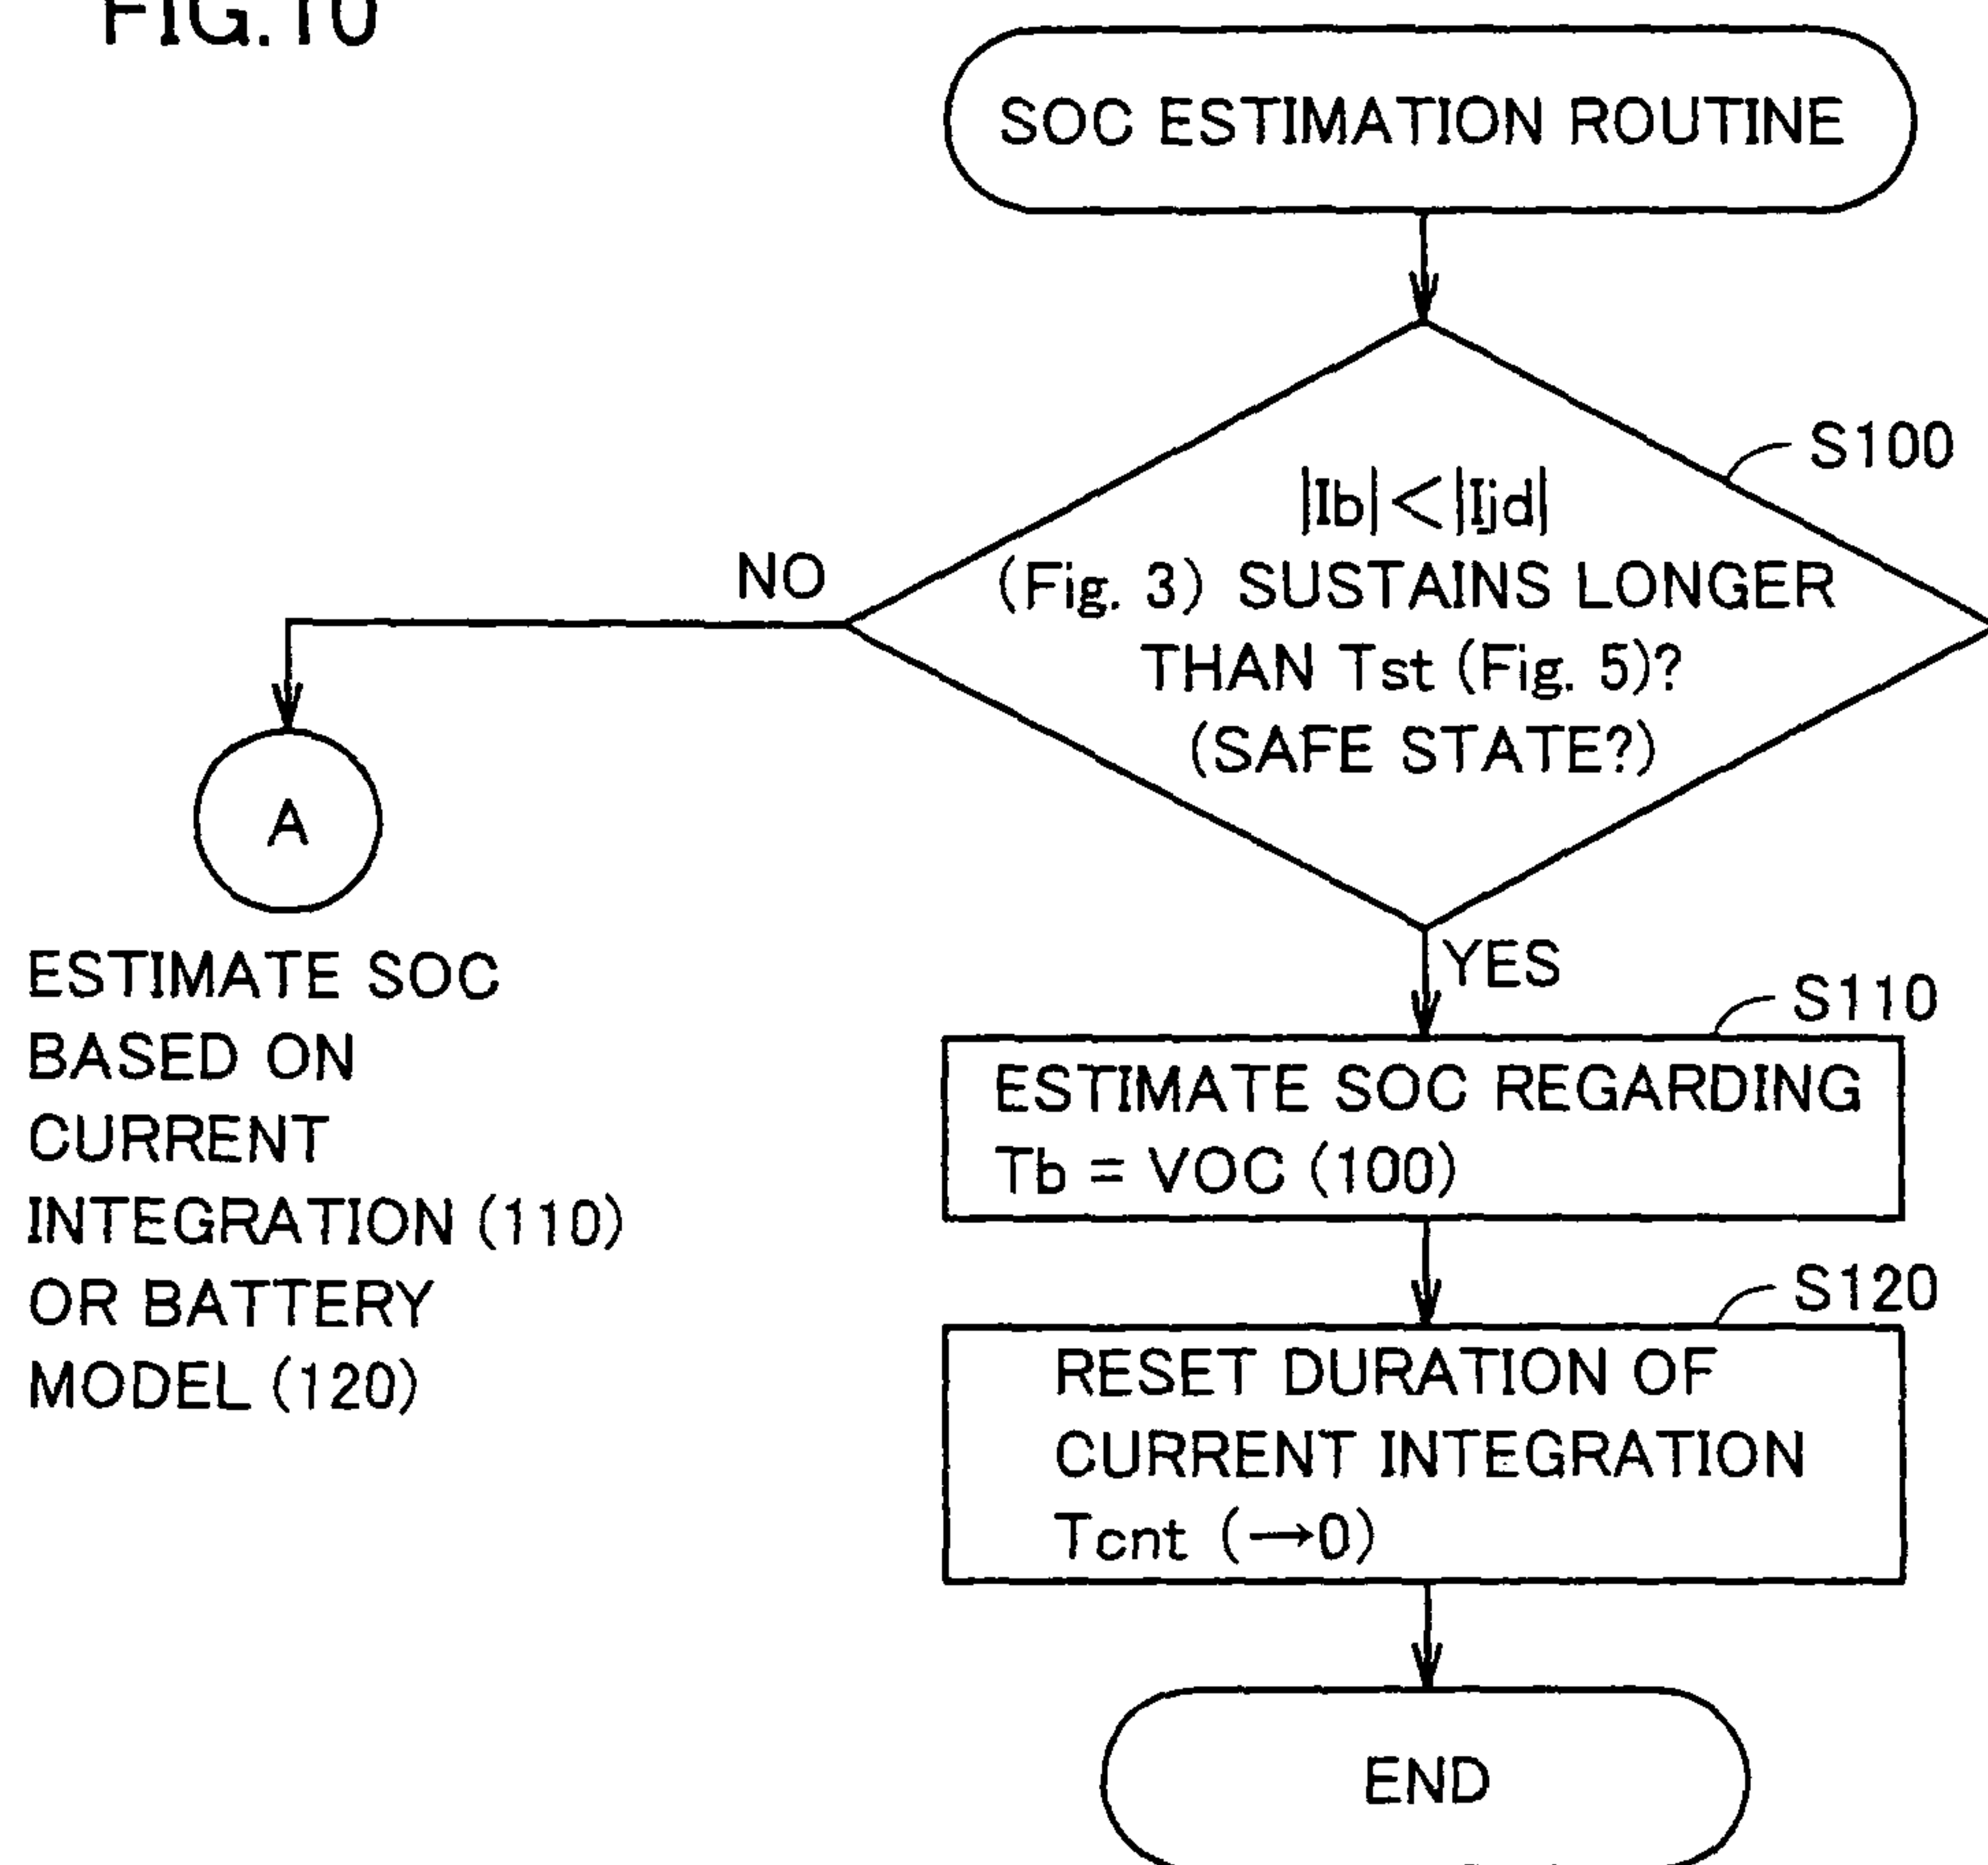 FIG.10
SOC ESTIMATION ROUTINE
S100
|Ib|<|Ijd|
(Fig. 3) SUSTAINS LONGER
THAN Tst (Fig. 5)?
(SAFE STATE?)
NO
A
ESTIMATE SOC
BASED ON
CURRENT
INTEGRATION (110)
OR BATTERY
MODEL (120)
YES
S110
ESTIMATE SOC REGARDING
Tb = VOC (100)
S120
RESET DURATION OF
CURRENT INTEGRATION
Tcnt (→0)
END